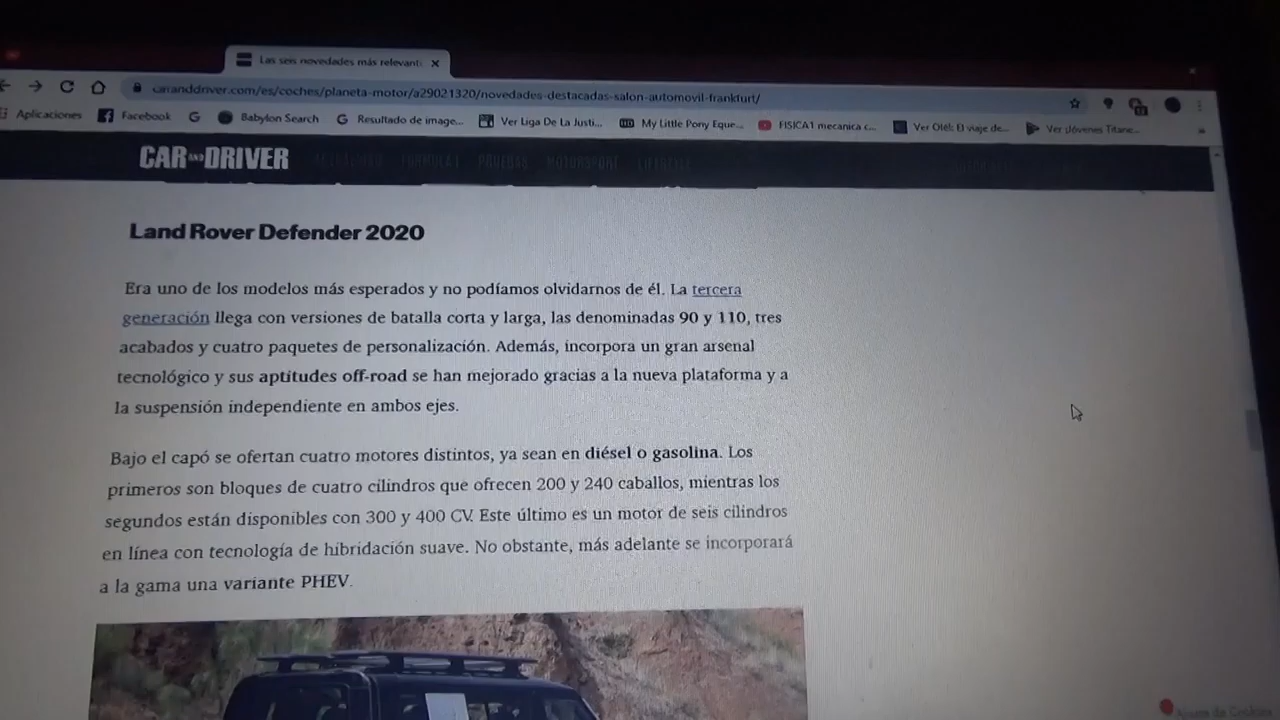 Las seis novedades más relevant
caranddriver.com/es/coches/planeta-motor/a29021320/novedades-destacadas-salon-automovil-frankfurt/
Aplicaciones Facebook Babylon Search Resultado de image... Ver Liga De La Justi... My Little Pony Eque... FISICA1 mecanica c... Ver Olé!: El viaje de... Ver ¡Jóvenes Titane...
CAR AND DRIVER FÓRMULA 1 PRUEBAS MOTORSPORT
Land Rover Defender 2020
Era uno de los modelos más esperados y no podíamos olvidarnos de él. La tercera
generación llega con versiones de batalla corta y larga, las denominadas 90 y 110, tres
acabados y cuatro paquetes de personalización. Además, incorpora un gran arsenal
tecnológico y sus aptitudes off-road se han mejorado gracias a la nueva plataforma y a
la suspensión independiente en ambos ejes.
Bajo el capó se ofertan cuatro motores distintos, ya sean en diésel o gasolina. Los
primeros son bloques de cuatro cilindros que ofrecen 200 y 240 caballos, mientras los
segundos están disponibles con 300 y 400 CV. Este último es un motor de seis cilindros
en línea con tecnología de hibridación suave. No obstante, más adelante se incorporará
a la gama una variante PHEV.